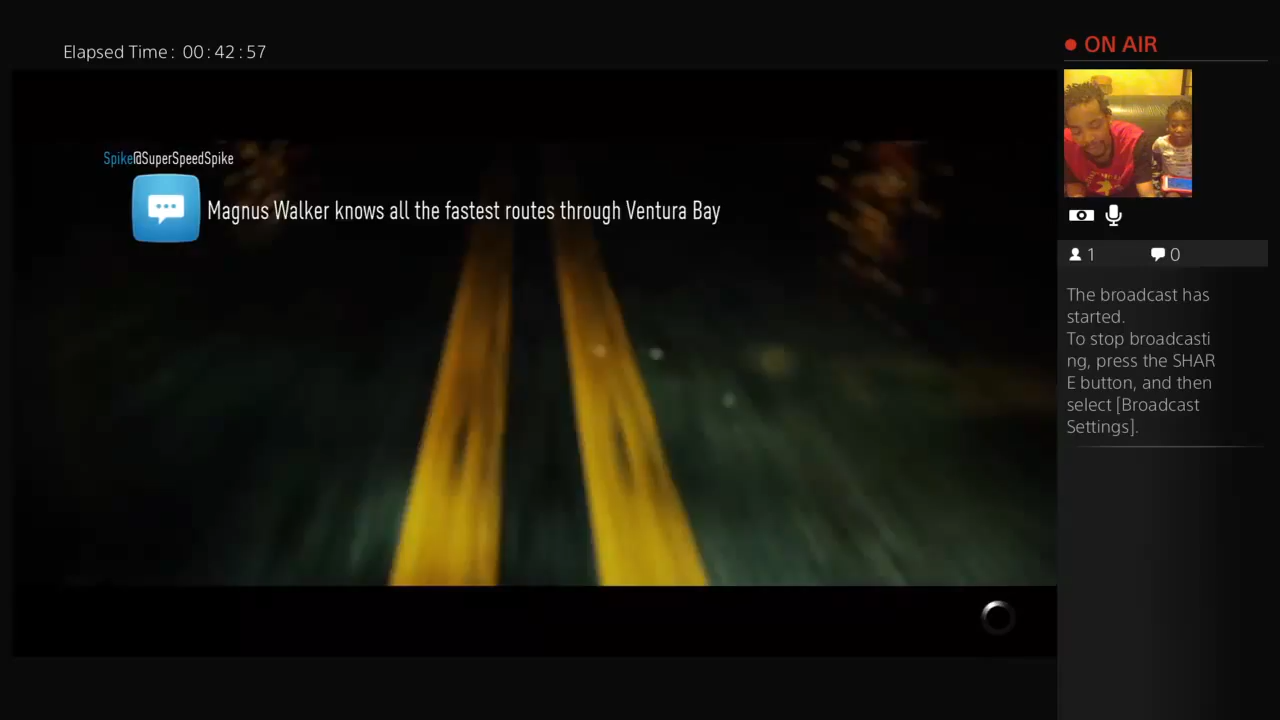 Elapsed Time: 00:42:57
ON AIR
Spike@SuperSpeedSpike
Magnus Walker knows all the fastest routes through Ventura Bay
1 0
The broadcast has
started.
To stop broadcasti
ng, press the SHAR
E button, and then
select [Broadcast
Settings].